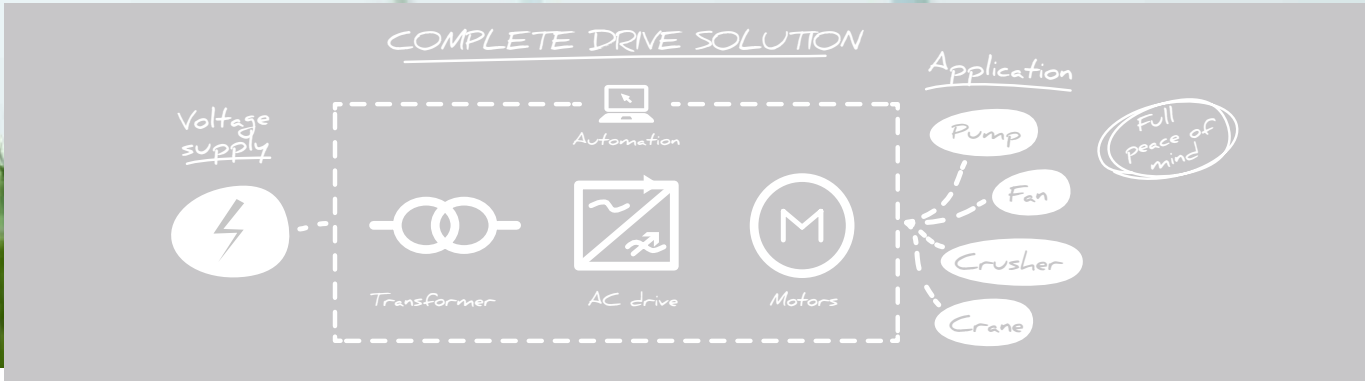 COMPLETE DRIVE SOLUTION
Voltage
supply
Automation
Transformer
AC drive
M
Motors
Application
Pump
Fan
Crusher
Crane
Full
peace of
mind